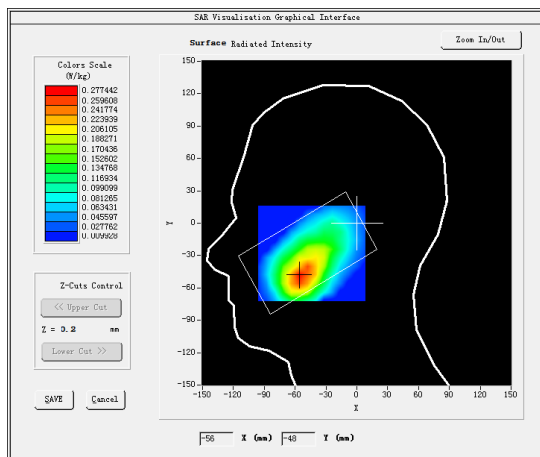 SAR Visualisation Graphical Interface
Surface Radiated Intensity
Zoom In/Out
Colors Scale
(W/kg)
0.277442
0.259608
0.241774
0.223939
0.206105
0.188271
0.170436
0.152602
0.134768
0.116934
0.099099
0.081265
0.063431
0.045597
0.027762
0.009928
Z-Cuts Control
<< Upper Cut
Z = 0.2 mm
Lower Cut >>
SAVE Cancel
150
120
90
60
30
0
-30
-60
-90
-120
-150
Y
-150 -120 -90 -60 -30 0 30 60 90 120 150
X
-56 X (mm) -48 Y (mm)